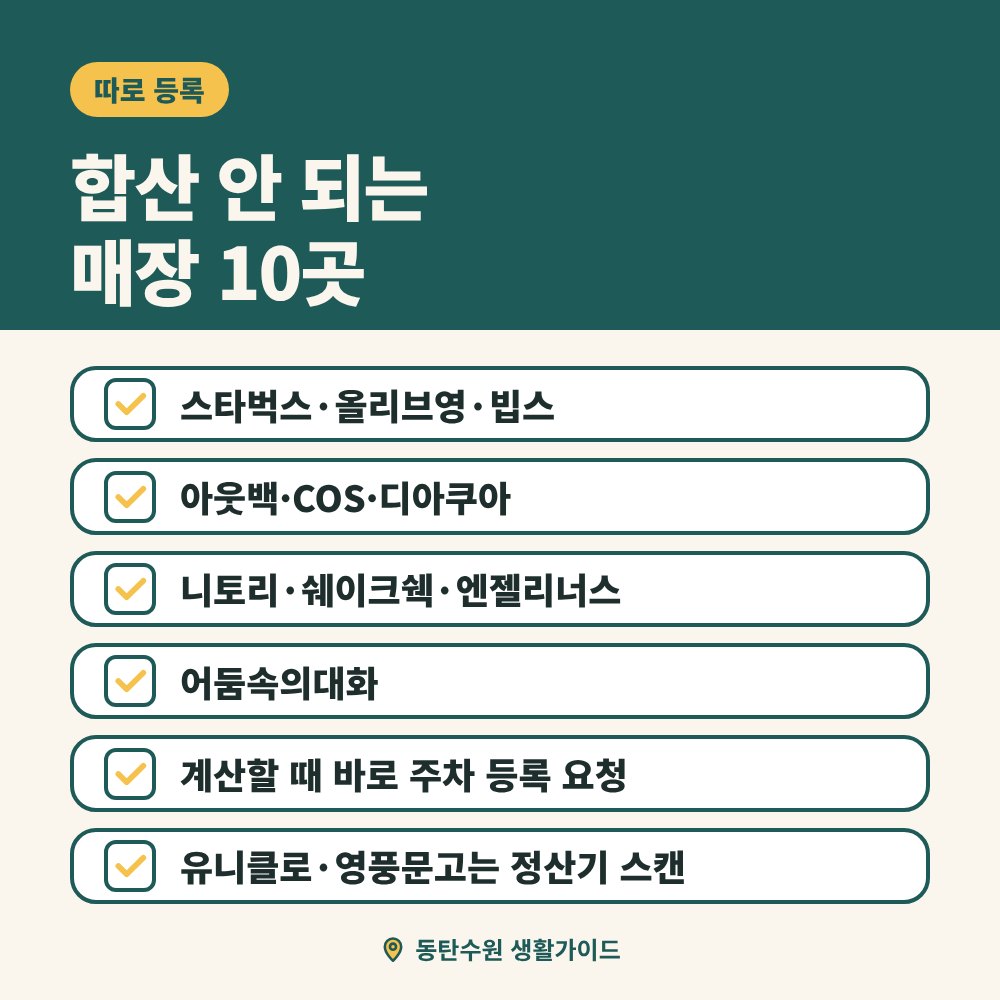 따로 등록
합산 안 되는
매장 10곳
스타벅스·올리브영·빕스
아웃백·COS·디아쿠아
니토리·쉐이크쉑·엔젤리너스
어둠속의대화
계산할 때 바로 주차 등록 요청
유니클로·영풍문고는 정산기 스캔
동탄수원 생활가이드